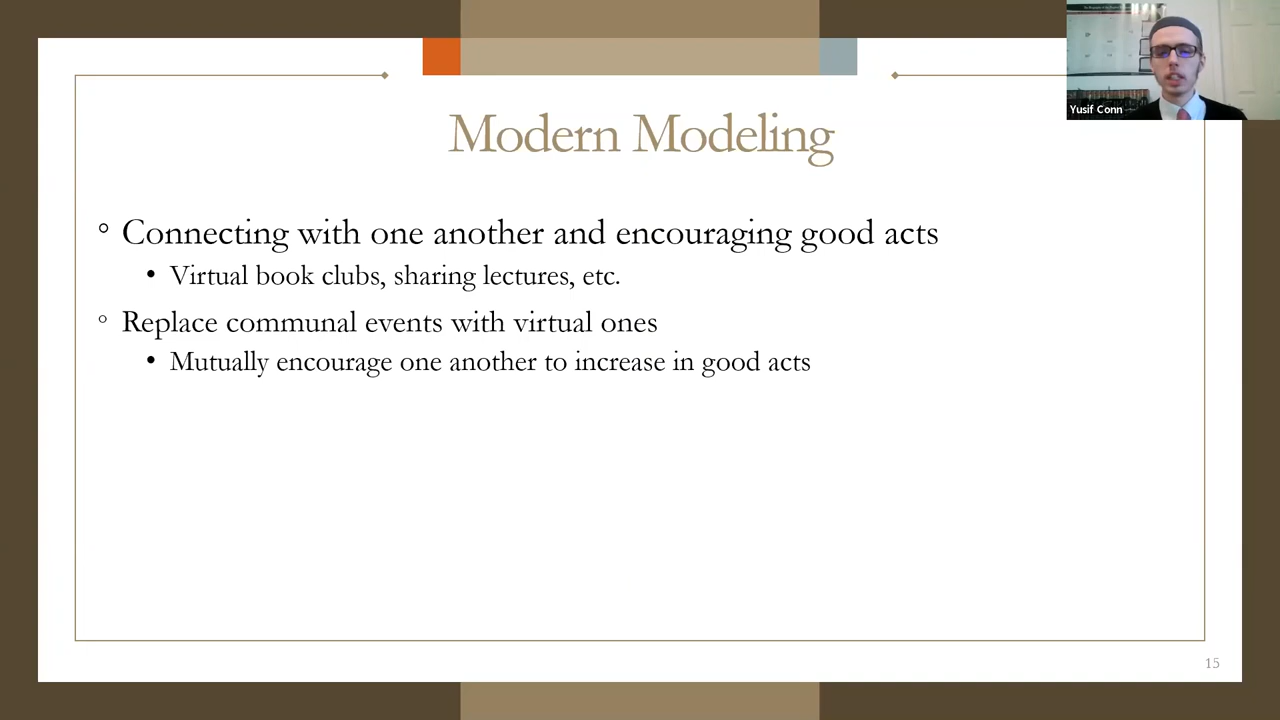 Yusif Conn
Modern Modeling
° Connecting with one another and encouraging good acts
• Virtual book clubs, sharing lectures, etc.
° Replace communal events with virtual ones
• Mutually encourage one another to increase in good acts
15